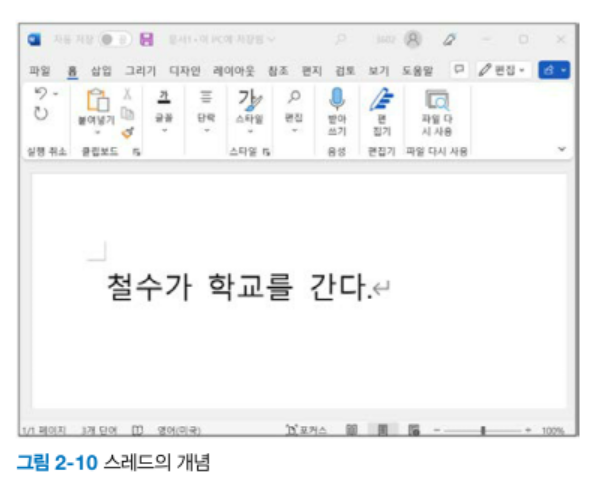 자동 저장
문서1 • 이 PC에 저장됨
파일 홈 삽입 그리기 디자인 레이아웃 참조 편지 검토 보기 도움말 편집
붙여넣기 글꼴 단락 스타일 편집 받아쓰기 편집기 파일 다시 사용
실행 취소 클립보드 스타일 음성 편집기 파일 다시 사용
철수가 학교를 간다.↵
1/1 페이지 3개 단어 영어(미국) 포커스 100%
그림 2-10 스레드의 개념